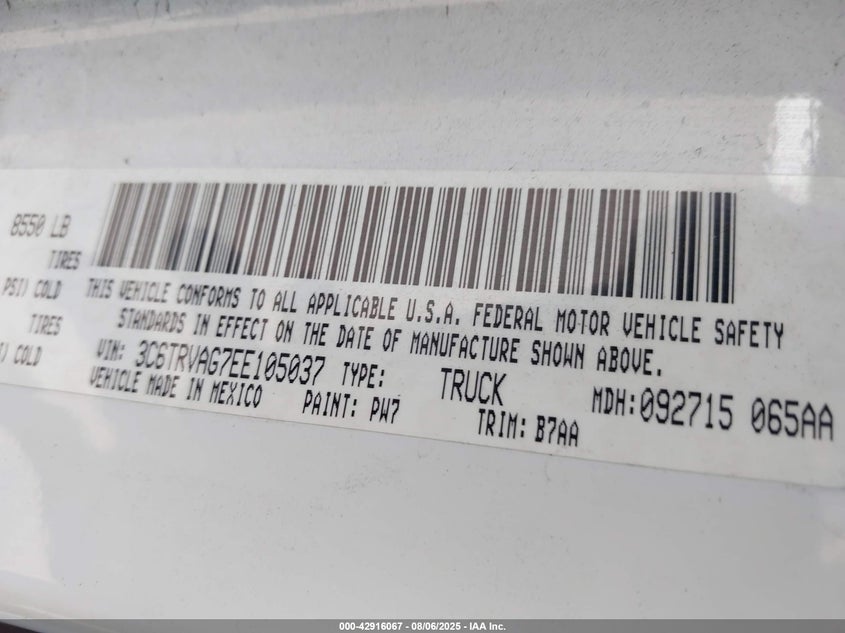 8550 LB
TIRES
PSI) COLD
TIRES
I) COLD
THIS VEHICLE CONFORMS TO ALL APPLICABLE U.S.A. FEDERAL MOTOR VEHICLE SAFETY
STANDARDS IN EFFECT ON THE DATE OF MANUFACTURE SHOWN ABOVE.
VIN: 3C6TRVAG7EE105037 TYPE: TRUCK MDH:092715 065AA
VEHICLE MADE IN MEXICO PAINT: PW7 TRIM: B7AA
000-42916067 - 08/06/2025 - IAA Inc.